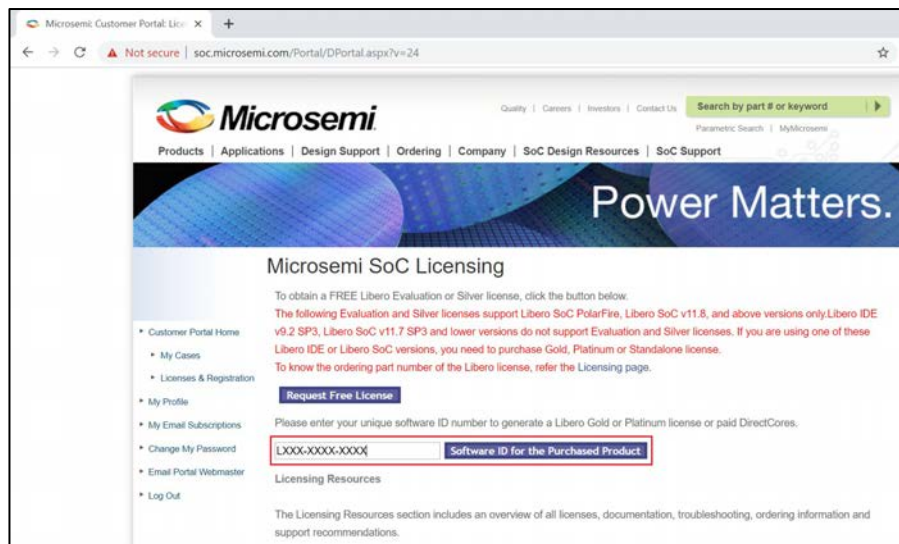 Microsemi: Customer Portal: Lice
Not secure | soc.microsemi.com/Portal/DPortal.aspx?v=24
Microsemi
Quality | Careers | Investors | Contact Us
Search by part # or keyword
Parametric Search | MyMicrosemi
Products | Applications | Design Support | Ordering | Company | SoC Design Resources | SoC Support
Power Matters.
Microsemi SoC Licensing
To obtain a FREE Libero Evaluation or Silver license, click the button below.
The following Evaluation and Silver licenses support Libero SoC PolarFire, Libero SoC v11.8, and above versions only.Libero IDE
v9.2 SP3, Libero SoC v11.7 SP3 and lower versions do not support Evaluation and Silver licenses. If you are using one of these
Libero IDE or Libero SoC versions, you need to purchase Gold, Platinum or Standalone license.
To know the ordering part number of the Libero license, refer the Licensing page.
Request Free License
Please enter your unique software ID number to generate a Libero Gold or Platinum license or paid DirectCores.
LXXX-XXXX-XXXX
Software ID for the Purchased Product
Licensing Resources
The Licensing Resources section includes an overview of all licenses, documentation, troubleshooting, ordering information and
support recommendations.
Customer Portal Home
My Cases
Licenses & Registration
My Profile
My Email Subscriptions
Change My Password
Email Portal Webmaster
Log Out